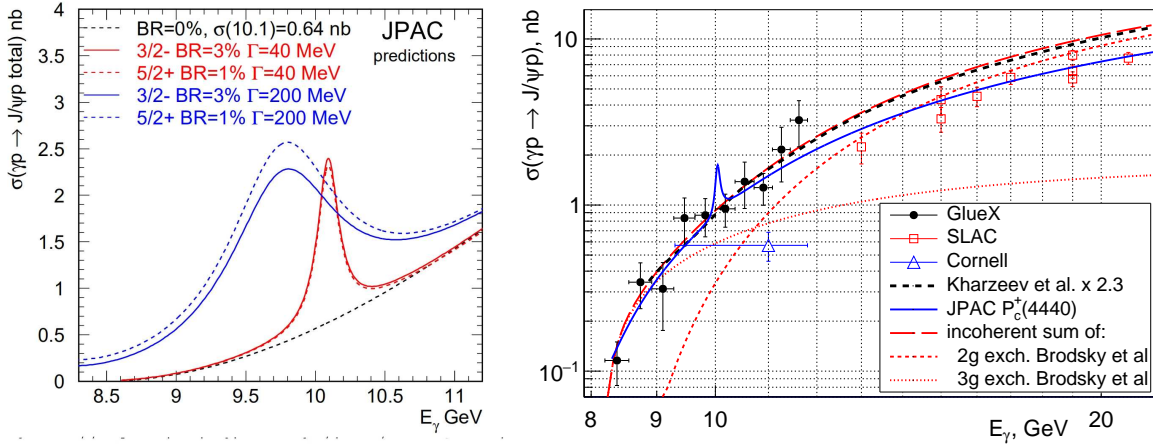 BR=0%, σ(10.1)=0.64 nb
3/2- BR=3% Γ=40 MeV
5/2+ BR=1% Γ=40 MeV
3/2- BR=3% Γ=200 MeV
5/2+ BR=1% Γ=200 MeV
JPAC
predictions
σ(γp → J/ψp total) nb
4
3.5
3
2.5
2
1.5
1
0.5
0
8.5 9 9.5 10 10.5 11
E_γ GeV
σ(γp → J/ψp), nb
10
1
10⁻¹
8 9 10 20
E_γ, GeV
GlueX
SLAC
Cornell
Kharzeev et al. x 2.3
JPAC P_c^+(4440)
incoherent sum of:
2g exch. Brodsky et al
3g exch. Brodsky et al